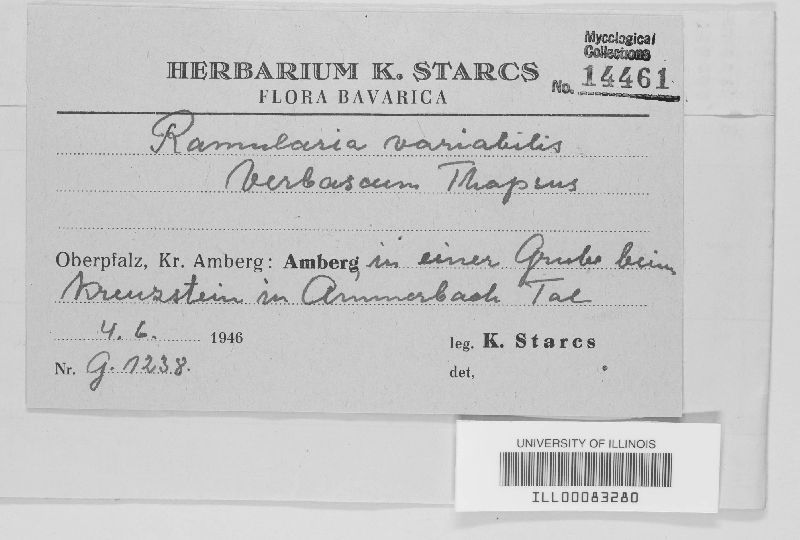 Mycological
Collections
No. 14461
HERBARIUM K. STARCS
FLORA BAVARICA
Ramularia variabilis
Verbascum Thapsus
Oberpfalz, Kr. Amberg: Amberg, in einer Grube beim
Kreuzstein in Ammerbach Tal
4. 6. 1946
leg. K. Starcs
Nr. G. 1238.
det,
UNIVERSITY OF ILLINOIS
ILL00083280